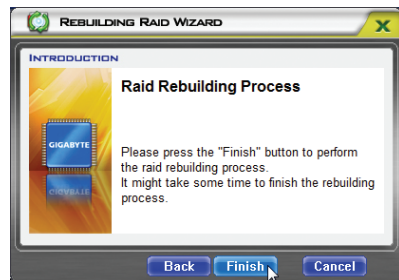 REBUILDING RAID WIZARD
X
INTRODUCTION
Raid Rebuilding Process
GIGABYTE
Please press the "Finish" button to perform
the raid rebuilding process.
It might take some time to finish the rebuilding
process.
Back Finish Cancel